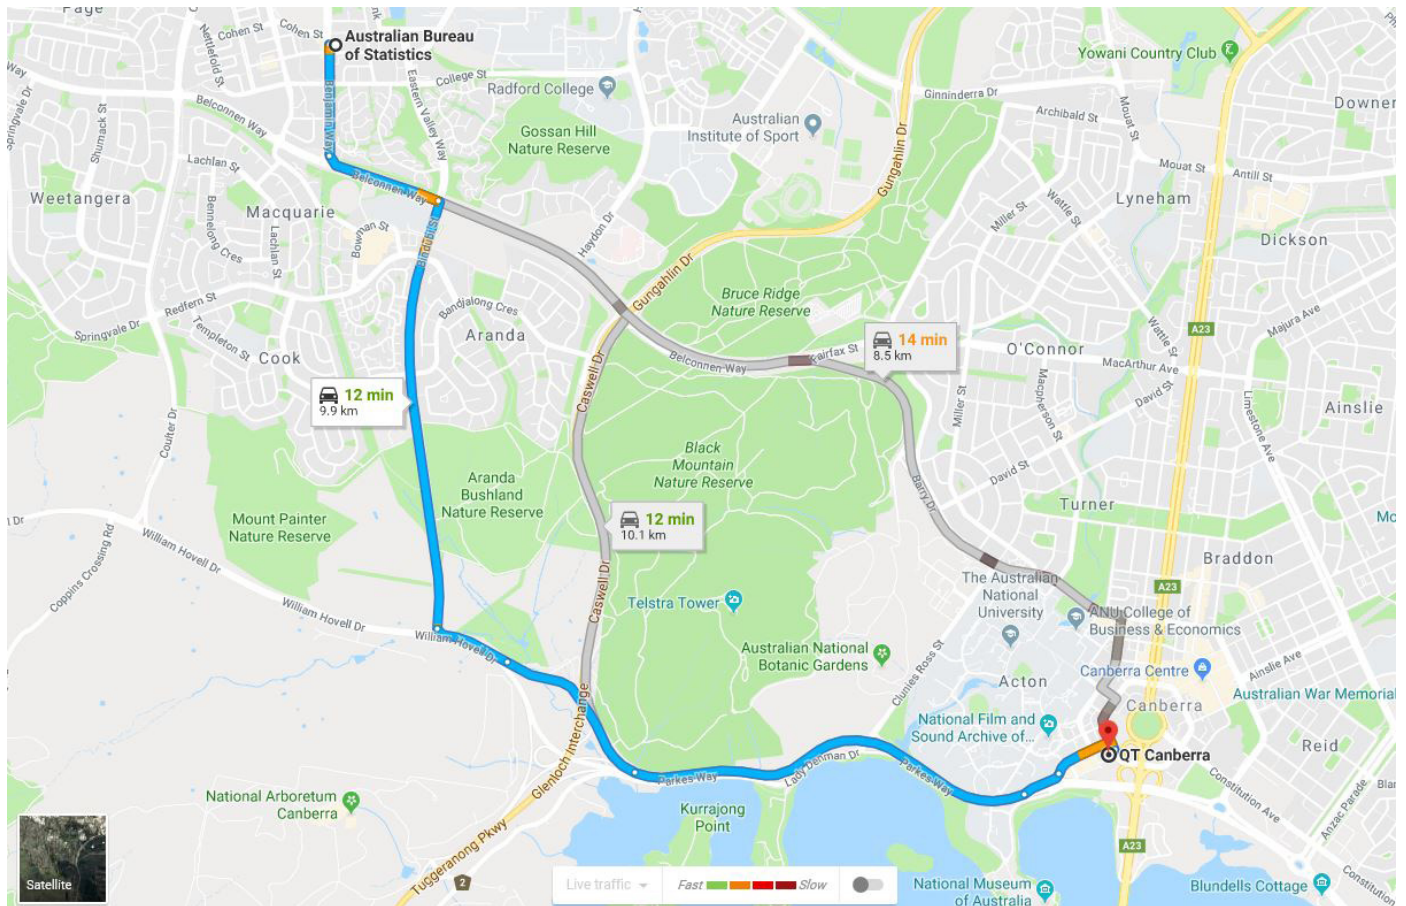 Page
Cohen St
Cohen St
Nettlefold St
Australian Bureau
of Statistics
Yowani Country Club
Way
Springvale Dr
Shumack St
Belconnen Way
Benjamin Way
Eastern Valley Way
College St
Radford College
Australian
Institute of Sport
Gossan Hill
Nature Reserve
Ginninderra Dr
Archibald St
Mouat St
Downer
Gungahlin Dr
Lachlan St
Mouat St
Antill St
Weetangera
Macquarie
Bennelong Cres
Lachlan St
Belconnen Way
Bowman St
Bindubi St
Haydon Dr
Miller St
Wattle St
Lyneham
Dickson
Gungahlin Dr
Redfern St
Bandjalong Cres
Bruce Ridge
Nature Reserve
Springvale Dr
Templeton St
Cook
Aranda
Belconnen Way
Fairfax St
14 min
8.5 km
O'Connor
Wattle St
A23
Majura Ave
MacArthur Ave
12 min
9.9 km
Caswell Dr
Miller St
Macpherson St
David St
Limestone Ave
Ainslie
Coulter Dr
Black
Mountain
Nature Reserve
David St
Aranda
Bushland
Nature Reserve
Barry Dr
Turner
Mount Painter
Nature Reserve
12 min
10.1 km
l Dr
William Hovell Dr
Coppins Crossing Rd
Braddon
The Australian
National
University
A23
Caswell Dr
Telstra Tower
William Hovell Dr
William Hovell Dr
ANU College of
Business & Economics
Australian National
Botanic Gardens
Clunies Ross St
Acton
Canberra Centre
Ainslie Ave
Australian War Memorial
Canberra
National Film and
Sound Archive of...
Reid
QT Canberra
Glenloch Interchange
Parkes Way
Lady Denman Dr
Parkes Way
Constitution Ave
Anzac Parade
National Arboretum
Canberra
Kurrajong
Point
A23
Tuggeranong Pkwy
2
Satellite
Live traffic
Fast
Slow
National Museum
of Australia
Blundells Cottage
Constitution